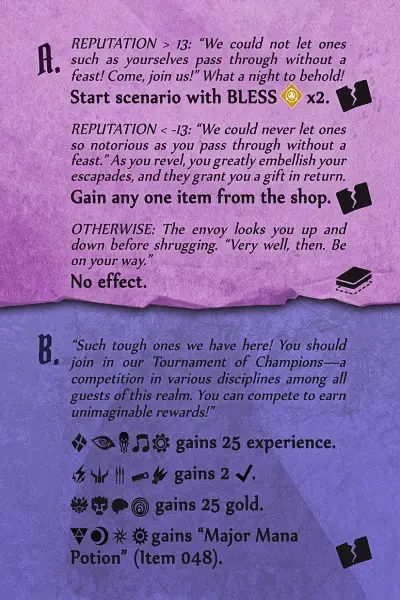 A.
REPUTATION > 13: “We could not let ones
such as yourselves pass through without a
feast! Come, join us!” What a night to behold!
Start scenario with BLESS x2.
REPUTATION < -13: “We could never let ones
so notorious as you pass through without a
feast.” As you revel, you greatly embellish your
escapades, and they grant you a gift in return.
Gain any one item from the shop.
OTHERWISE: The envoy looks you up and
down before shrugging. “Very well, then. Be
on your way.”
No effect.
B.
“Such tough ones we have here! You should
join in our Tournament of Champions—a
competition in various disciplines among all
guests of this realm. You can compete to earn
unimaginable rewards!”
gains 25 experience.
gains 2 ✓.
gains 25 gold.
gains “Major Mana
Potion” (Item 048).